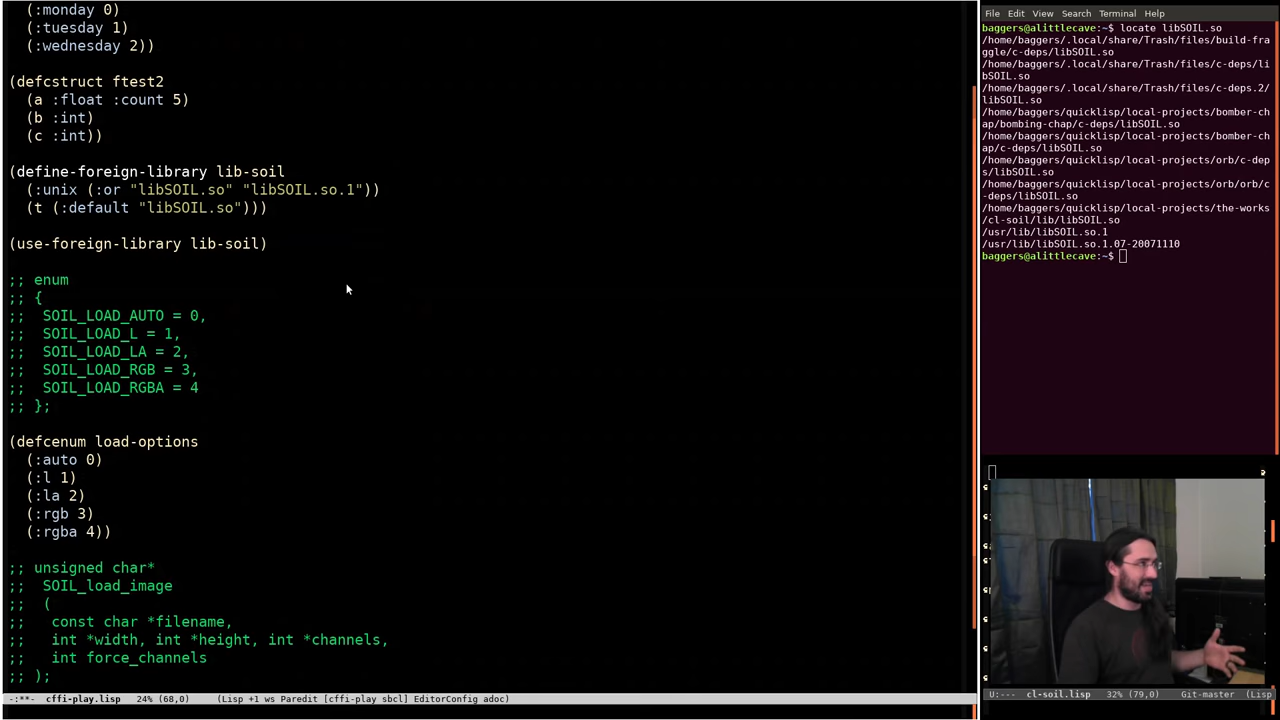 (:monday 0)
(:tuesday 1)
(:wednesday 2))
(defcstruct ftest2
(a :float :count 5)
(b :int)
(c :int))
(define-foreign-library lib-soil
(:unix (:or "libSOIL.so" "libSOIL.so.1"))
(t (:default "libSOIL.so")))
(use-foreign-library lib-soil)
;; enum
;; {
;;  SOIL_LOAD_AUTO = 0,
;;  SOIL_LOAD_L = 1,
;;  SOIL_LOAD_LA = 2,
;;  SOIL_LOAD_RGB = 3,
;;  SOIL_LOAD_RGBA = 4
;; };
(defcenum load-options
(:auto 0)
(:l 1)
(:la 2)
(:rgb 3)
(:rgba 4))
;; unsigned char*
;;  SOIL_load_image
;;  (
;;   const char *filename,
;;   int *width, int *height, int *channels,
;;   int force_channels
;; );
-:**-  cffi-play.lisp   24% (68,0)   (Lisp +1 ws Paredit [cffi-play sbcl] EditorConfig adoc)
File Edit View Search Terminal Help
baggers@alittlecave:~$ locate libSOIL.so
/home/baggers/.local/share/Trash/files/build-fra
ggle/c-deps/libSOIL.so
/home/baggers/.local/share/Trash/files/c-deps/li
bSOIL.so
/home/baggers/.local/share/Trash/files/c-deps.2/
libSOIL.so
/home/baggers/quicklisp/local-projects/bomber-ch
ap/bombing-chap/c-deps/libSOIL.so
/home/baggers/quicklisp/local-projects/bomber-ch
ap/c-deps/libSOIL.so
/home/baggers/quicklisp/local-projects/orb/c-dep
s/libSOIL.so
/home/baggers/quicklisp/local-projects/orb/orb/c
-deps/libSOIL.so
/home/baggers/quicklisp/local-projects/the-works
/cl-soil/lib/libSOIL.so
/usr/lib/libSOIL.so.1
/usr/lib/libSOIL.so.1.07-20071110
baggers@alittlecave:~$
U:---  cl-soil.lisp   32% (79,0)   Git-master  (Lisp